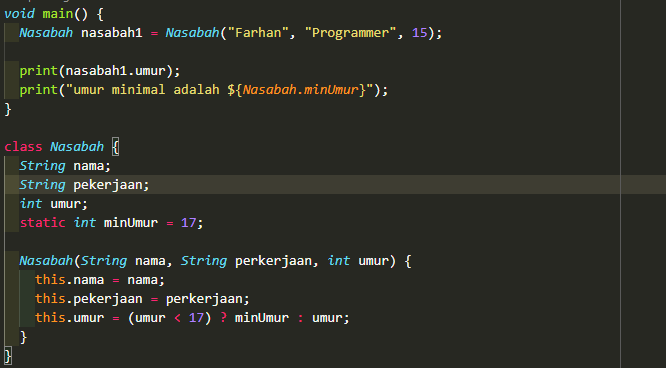 void main() {
  Nasabah nasabah1 = Nasabah("Farhan", "Programmer", 15);

  print(nasabah1.umur);
  print("umur minimal adalah ${Nasabah.minUmur}");
}

class Nasabah {
  String nama;
  String pekerjaan;
  int umur;
  static int minUmur = 17;

  Nasabah(String nama, String perkerjaan, int umur) {
    this.nama = nama;
    this.pekerjaan = perkerjaan;
    this.umur = (umur < 17) ? minUmur : umur;
  }
}